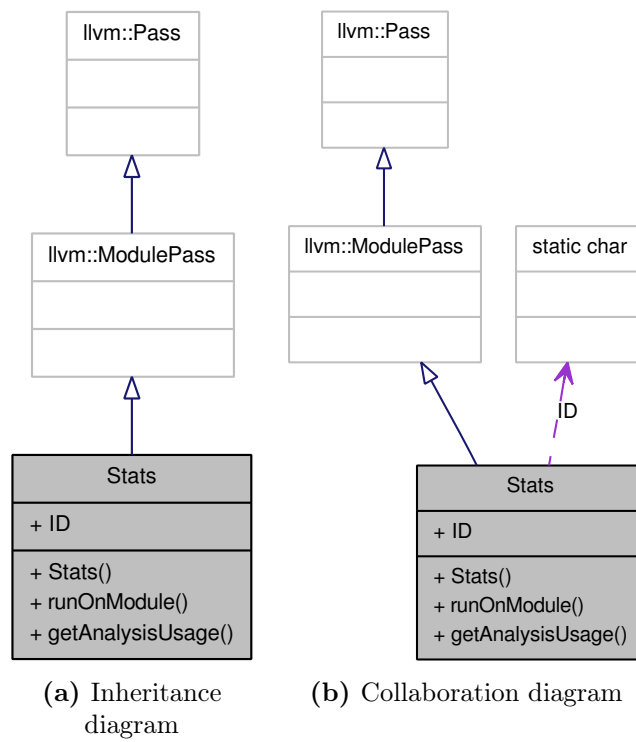 llvm::Pass
llvm::ModulePass
Stats
+ ID
+ Stats()
+ runOnModule()
+ getAnalysisUsage()
(a) Inheritance
diagram
llvm::Pass
llvm::ModulePass
static char
ID
Stats
+ ID
+ Stats()
+ runOnModule()
+ getAnalysisUsage()
(b) Collaboration diagram